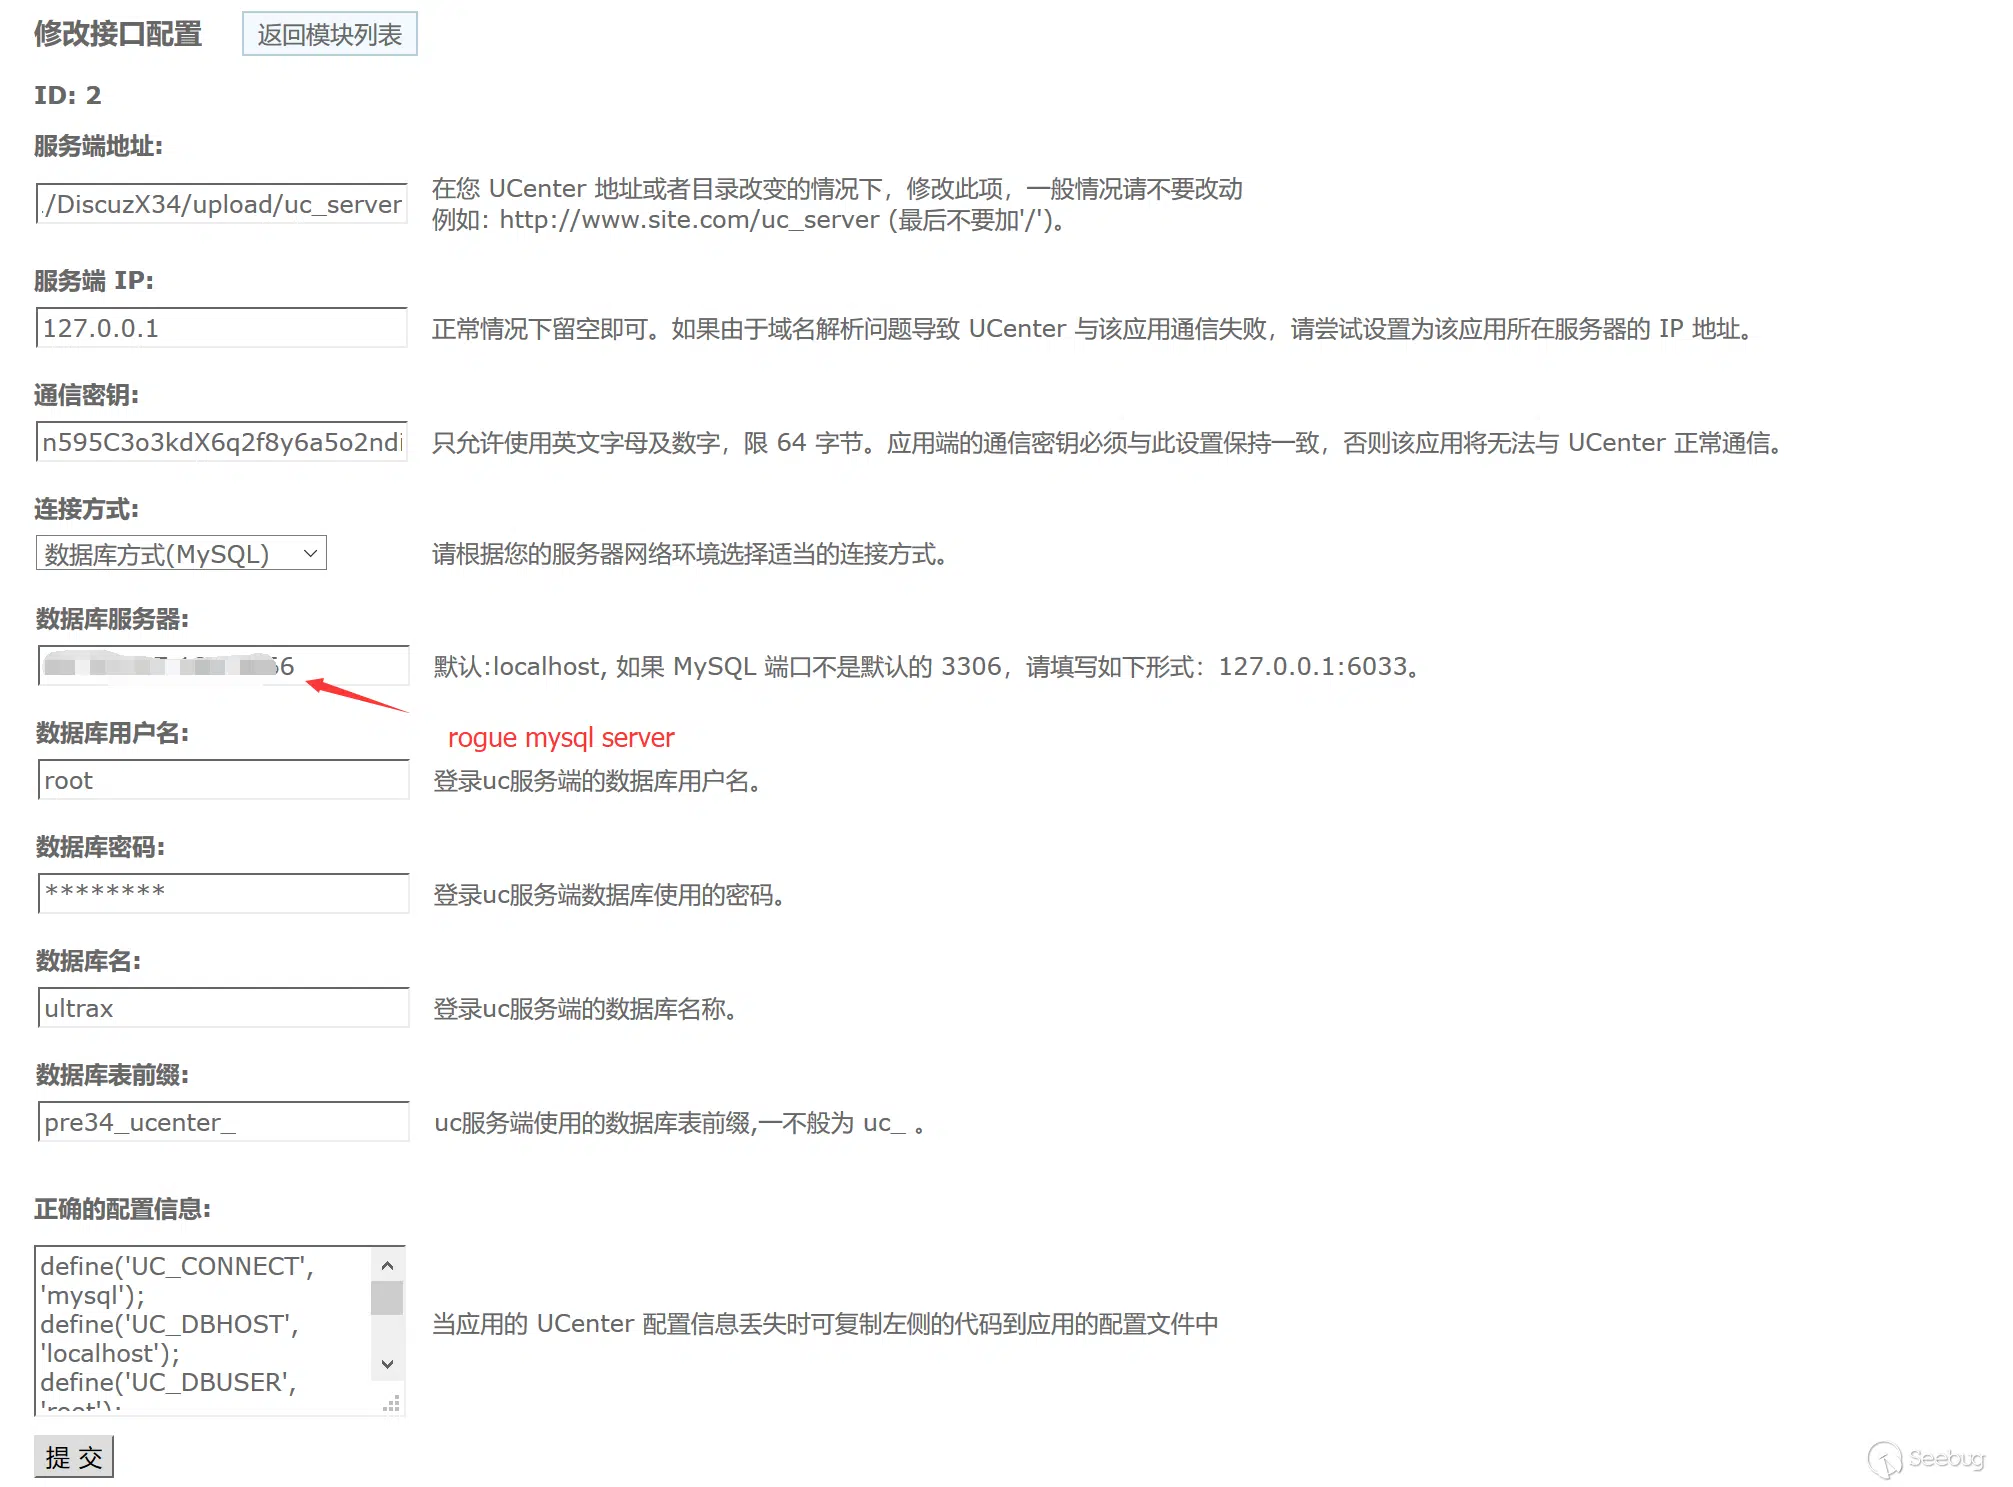 修改接口配置 返回模块列表
ID: 2
服务端地址:
./DiscuzX34/upload/uc_server
在您 UCenter 地址或者目录改变的情况下，修改此项，一般情况请不要改动
例如: http://www.site.com/uc_server (最后不要加'/')。
服务端 IP:
127.0.0.1
正常情况下留空即可。如果由于域名解析问题导致 UCenter 与该应用通信失败，请尝试设置为该应用所在服务器的 IP 地址。
通信密钥:
n595C3o3kdX6q2f8y6a5o2ndi
只允许使用英文字母及数字，限 64 字节。应用端的通信密钥必须与此设置保持一致，否则该应用将无法与 UCenter 正常通信。
连接方式:
数据库方式(MySQL)
请根据您的服务器网络环境选择适当的连接方式。
数据库服务器:
默认:localhost, 如果 MySQL 端口不是默认的 3306，请填写如下形式：127.0.0.1:6033。
数据库用户名:
rogue mysql server
root
登录uc服务端的数据库用户名。
数据库密码:
********
登录uc服务端数据库使用的密码。
数据库名:
ultrax
登录uc服务端的数据库名称。
数据库表前缀:
pre34_ucenter_
uc服务端使用的数据库表前缀,一不般为 uc_ 。
正确的配置信息:
define('UC_CONNECT',
'mysql');
define('UC_DBHOST',
'localhost');
define('UC_DBUSER',
'root');
当应用的 UCenter 配置信息丢失时可复制左侧的代码到应用的配置文件中
提 交
Seebug